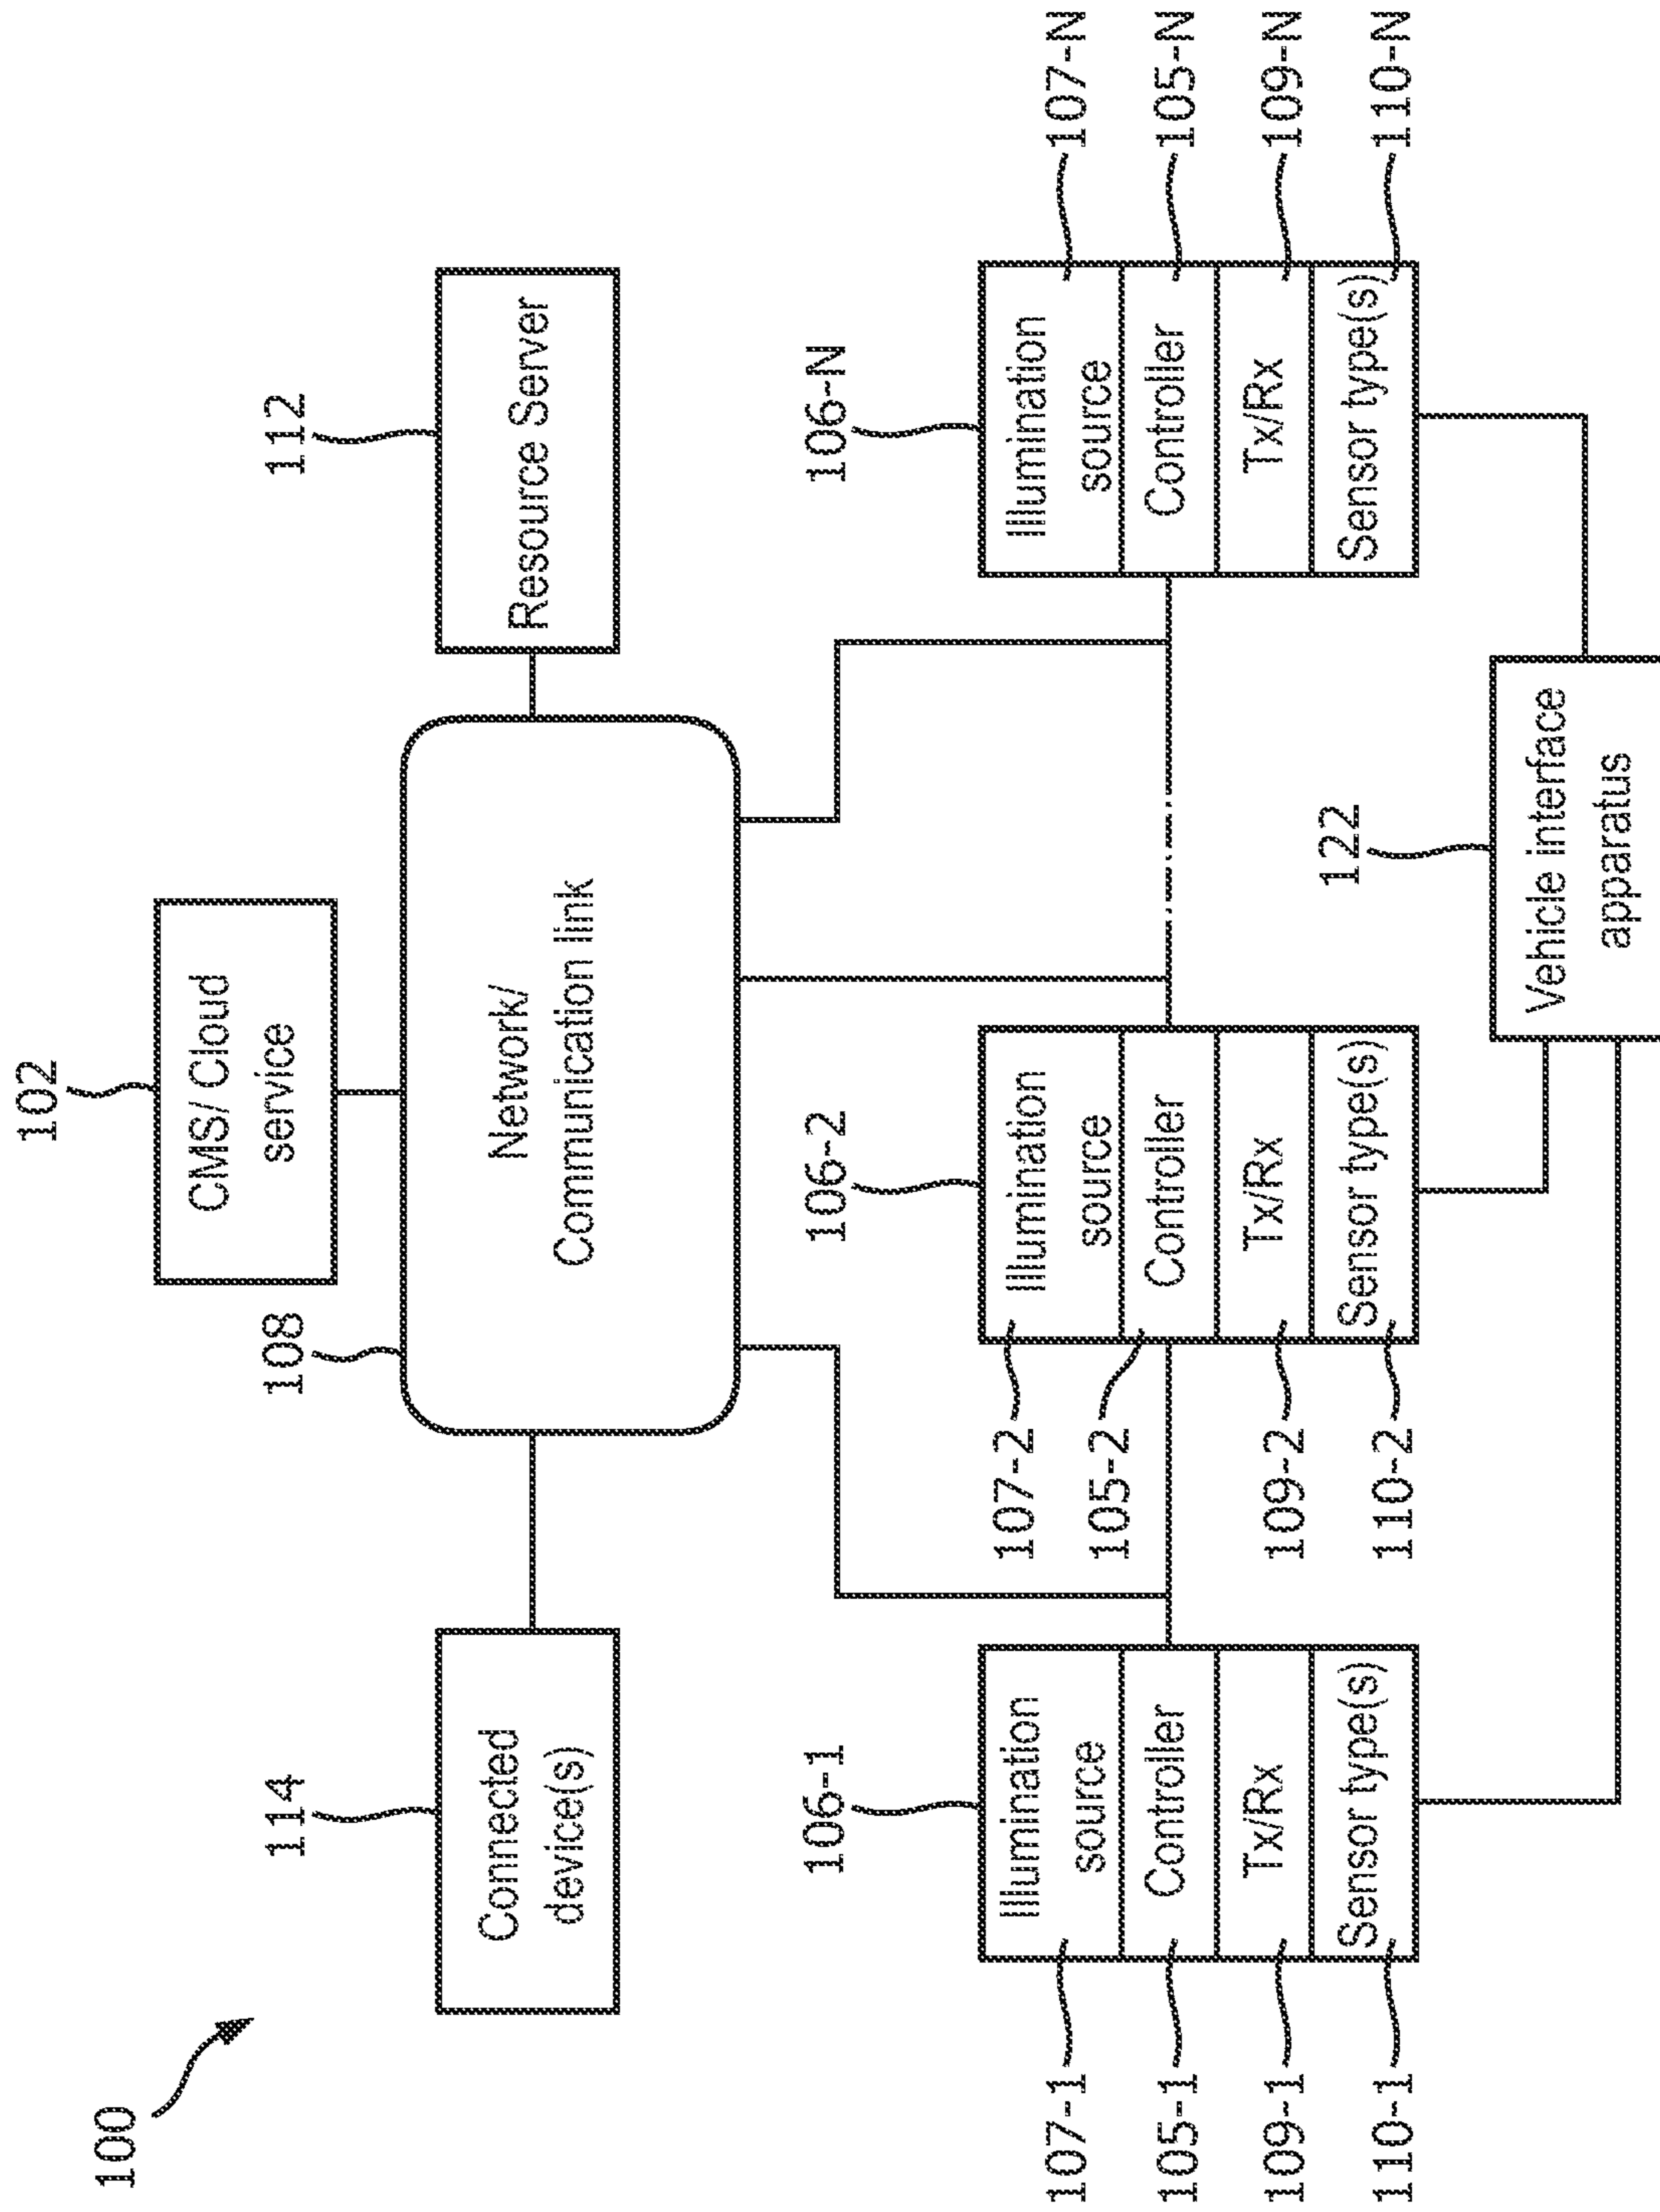 100
102
CMS/ Cloud
service
108
114
Connected
device(s)
Network/
Communication link
112
Resource Server
106-1
107-1
Illumination
source
105-1
Controller
109-1
Tx/Rx
110-1
Sensor type(s)
106-2
107-2
Illumination
source
105-2
Controller
109-2
Tx/Rx
110-2
Sensor type(s)
106-N
Illumination
source
107-N
Controller
105-N
Tx/Rx
109-N
Sensor type(s)
110-N
122
Vehicle interface
apparatus